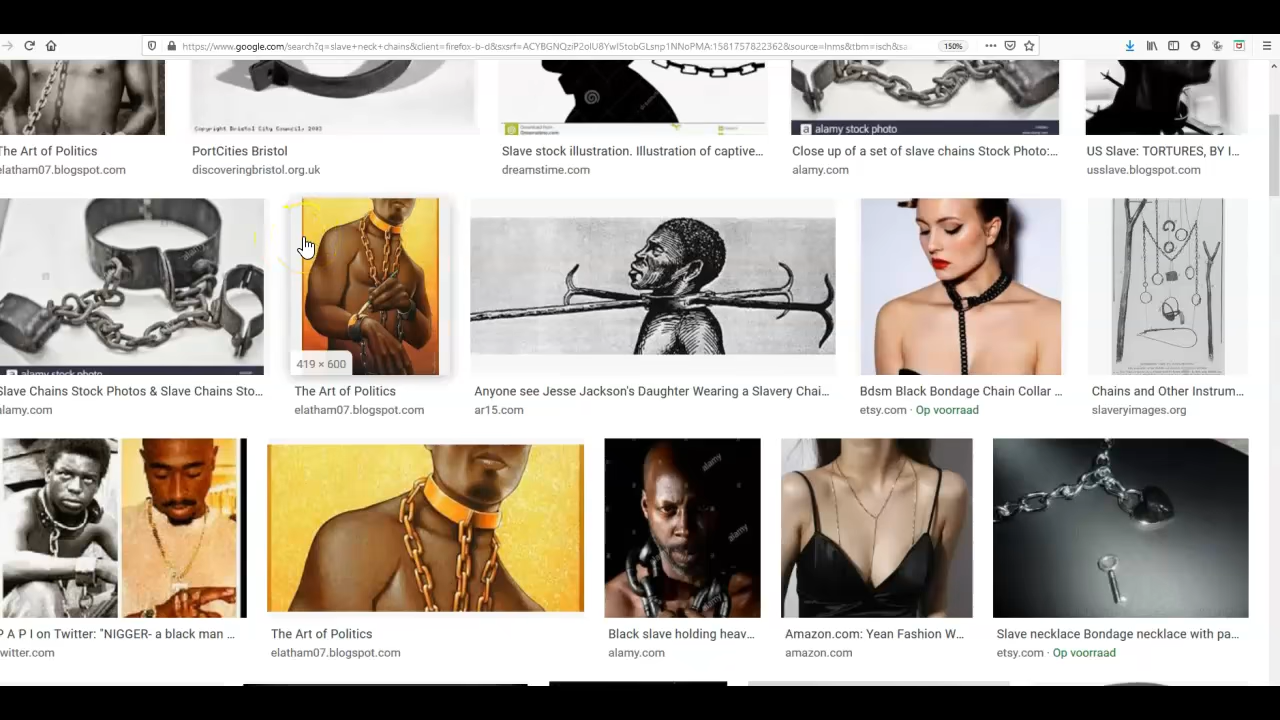 https://www.google.com/search?q=slave+neck+chains&client=firefox-b-d&sxsrf=
150%
Copyright Bristol City Council 2003
alamy stock photo
The Art of Politics
PortCities Bristol
Slave stock illustration. Illustration of captive...
Close up of a set of slave chains Stock Photo:...
US Slave: TORTURES, BY I...
elatham07.blogspot.com
discoveringbristol.org.uk
dreamstime.com
alamy.com
usslave.blogspot.com
alamy stock photo
419 × 600
Slave Chains Stock Photos & Slave Chains Sto...
The Art of Politics
Anyone see Jesse Jackson's Daughter Wearing a Slavery Chai...
Bdsm Black Bondage Chain Collar ...
Chains and Other Instrum...
alamy.com
elatham07.blogspot.com
ar15.com
etsy.com · Op voorraad
slaveryimages.org
alamy
alamy
P A P I on Twitter: "NIGGER- a black man ...
The Art of Politics
Black slave holding heav...
Amazon.com: Yean Fashion W...
Slave necklace Bondage necklace with pa...
twitter.com
elatham07.blogspot.com
alamy.com
amazon.com
etsy.com · Op voorraad